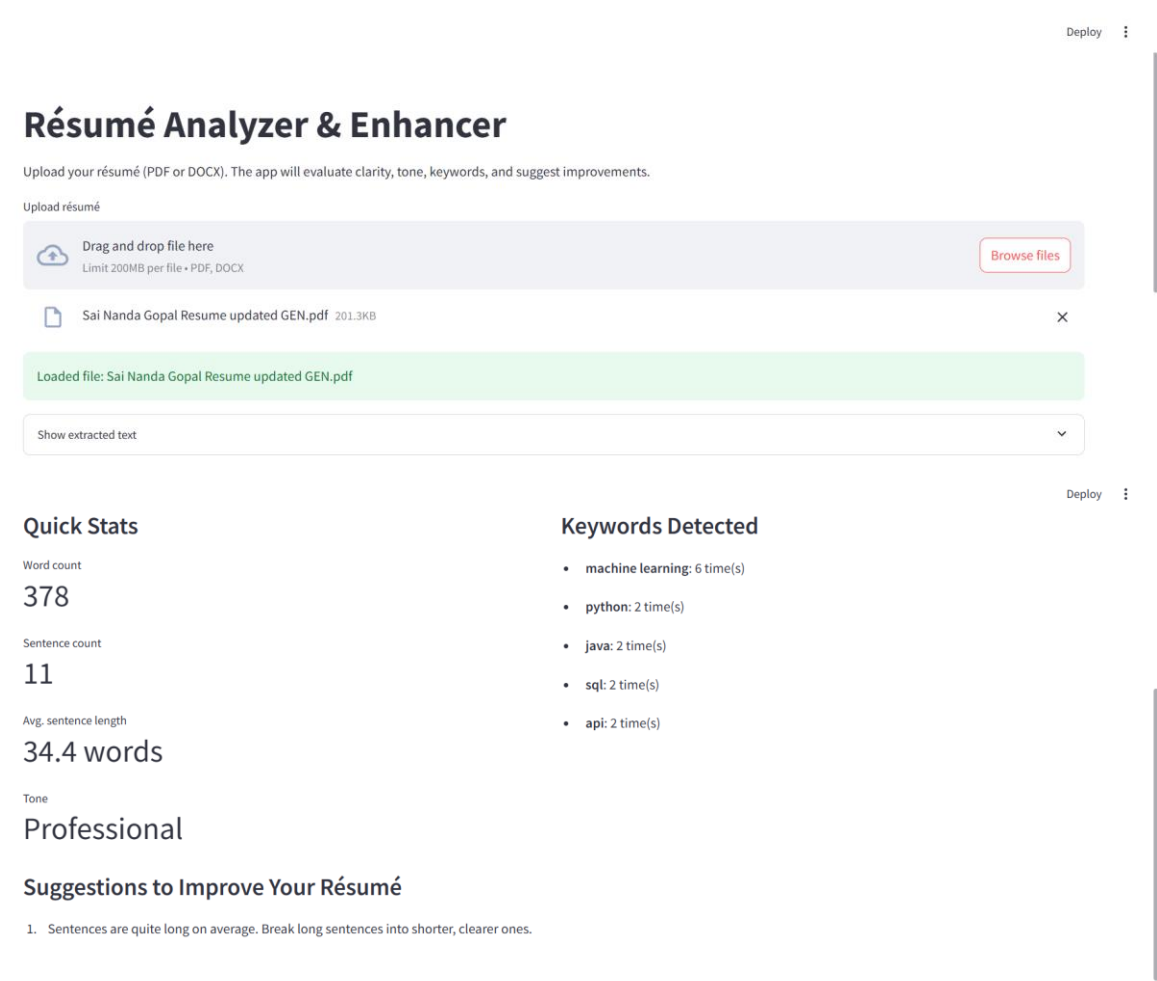 Deploy
Résumé Analyzer & Enhancer
Upload your résumé (PDF or DOCX). The app will evaluate clarity, tone, keywords, and suggest improvements.
Upload résumé
Drag and drop file here
Limit 200MB per file • PDF, DOCX
Browse files
Sai Nanda Gopal Resume updated GEN.pdf 201.3KB
Loaded file: Sai Nanda Gopal Resume updated GEN.pdf
Show extracted text
Deploy
Quick Stats
Word count
378
Sentence count
11
Avg. sentence length
34.4 words
Tone
Professional
Keywords Detected
• machine learning: 6 time(s)
• python: 2 time(s)
• java: 2 time(s)
• sql: 2 time(s)
• api: 2 time(s)
Suggestions to Improve Your Résumé
1. Sentences are quite long on average. Break long sentences into shorter, clearer ones.